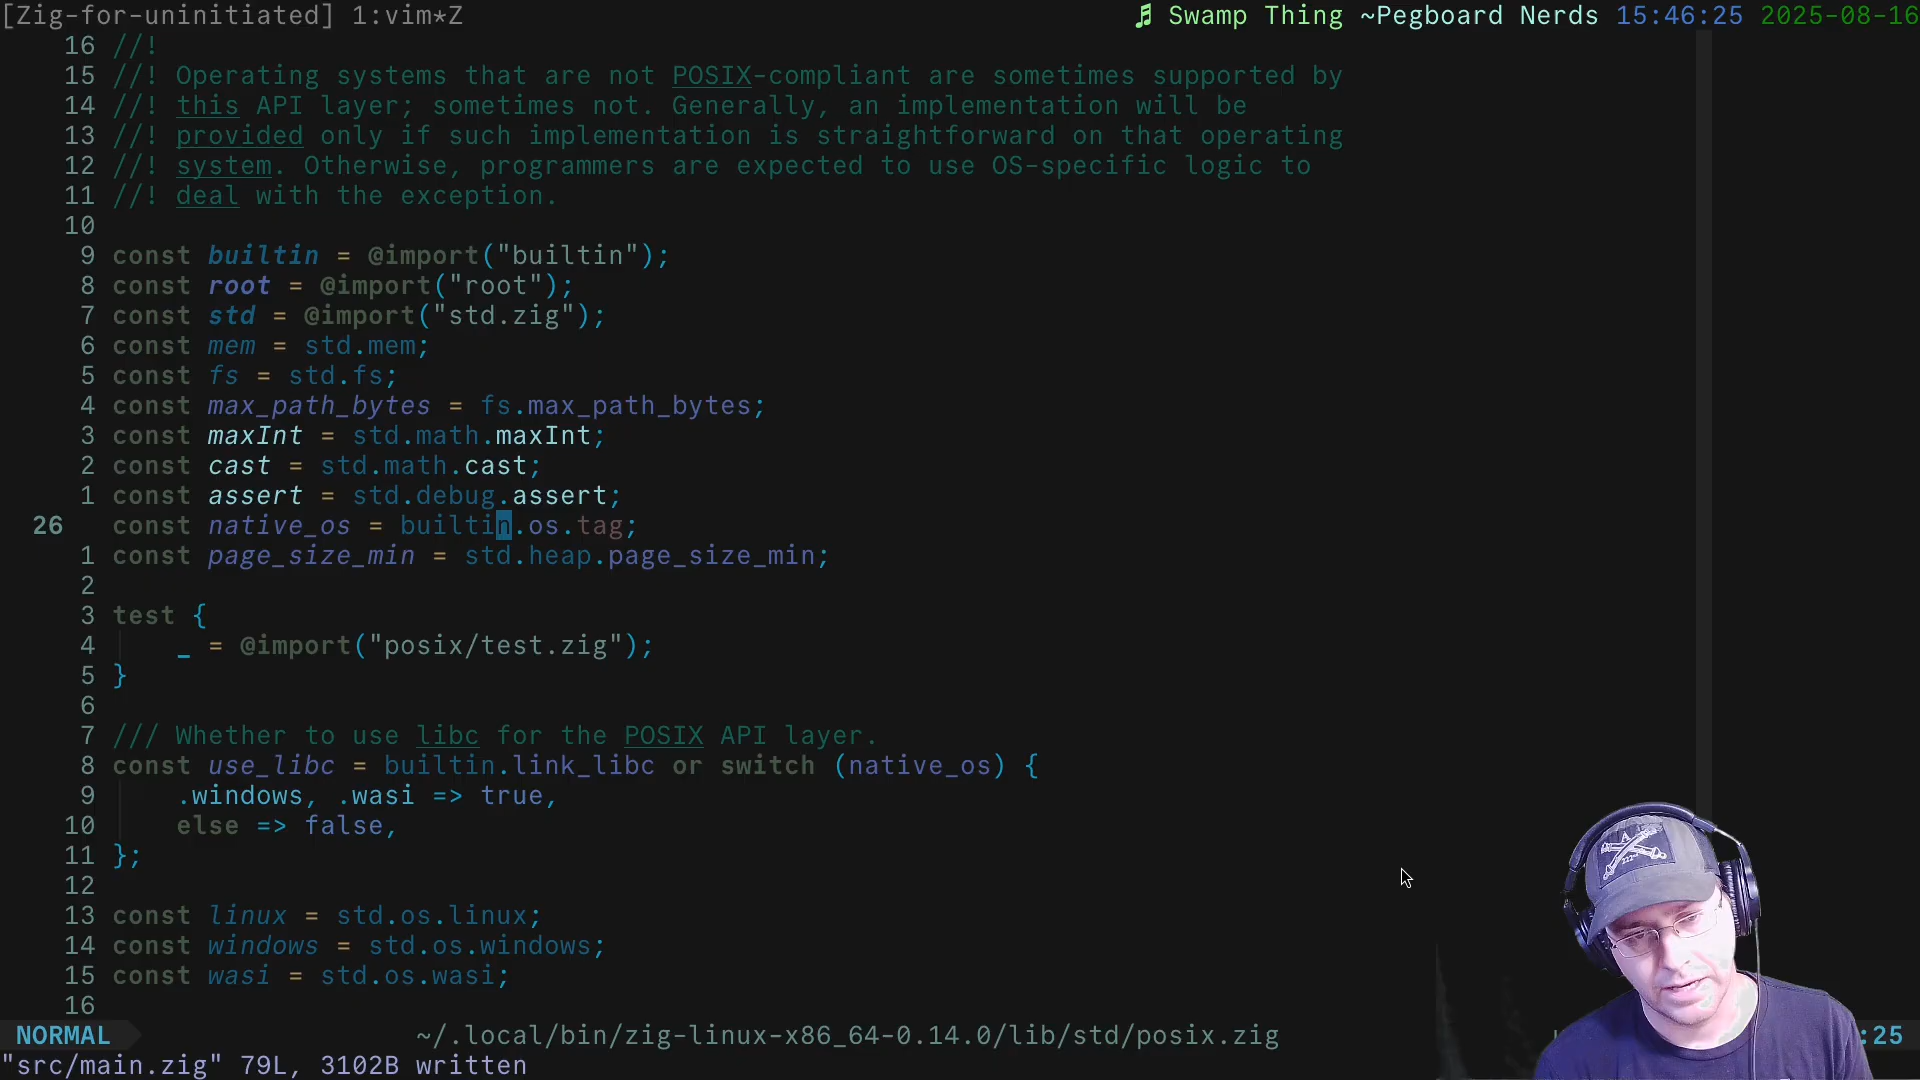 [Zig-for-uninitiated] 1:vim*Z
♬ Swamp Thing ~Pegboard Nerds 15:46:25 2025-08-16
16 //!
15 //! Operating systems that are not POSIX-compliant are sometimes supported by
14 //! this API layer; sometimes not. Generally, an implementation will be
13 //! provided only if such implementation is straightforward on that operating
12 //! system. Otherwise, programmers are expected to use OS-specific logic to
11 //! deal with the exception.
10
9 const builtin = @import("builtin");
8 const root = @import("root");
7 const std = @import("std.zig");
6 const mem = std.mem;
5 const fs = std.fs;
4 const max_path_bytes = fs.max_path_bytes;
3 const maxInt = std.math.maxInt;
2 const cast = std.math.cast;
1 const assert = std.debug.assert;
26 const native_os = builtin.os.tag;
1 const page_size_min = std.heap.page_size_min;
2
3 test {
4     _ = @import("posix/test.zig");
5 }
6
7 /// Whether to use libc for the POSIX API layer.
8 const use_libc = builtin.link_libc or switch (native_os) {
9     .windows, .wasi => true,
10     else => false,
11 };
12
13 const linux = std.os.linux;
14 const windows = std.os.windows;
15 const wasi = std.os.wasi;
16
NORMAL ~/.local/bin/zig-linux-x86_64-0.14.0/lib/std/posix.zig :25
"src/main.zig" 79L, 3102B written